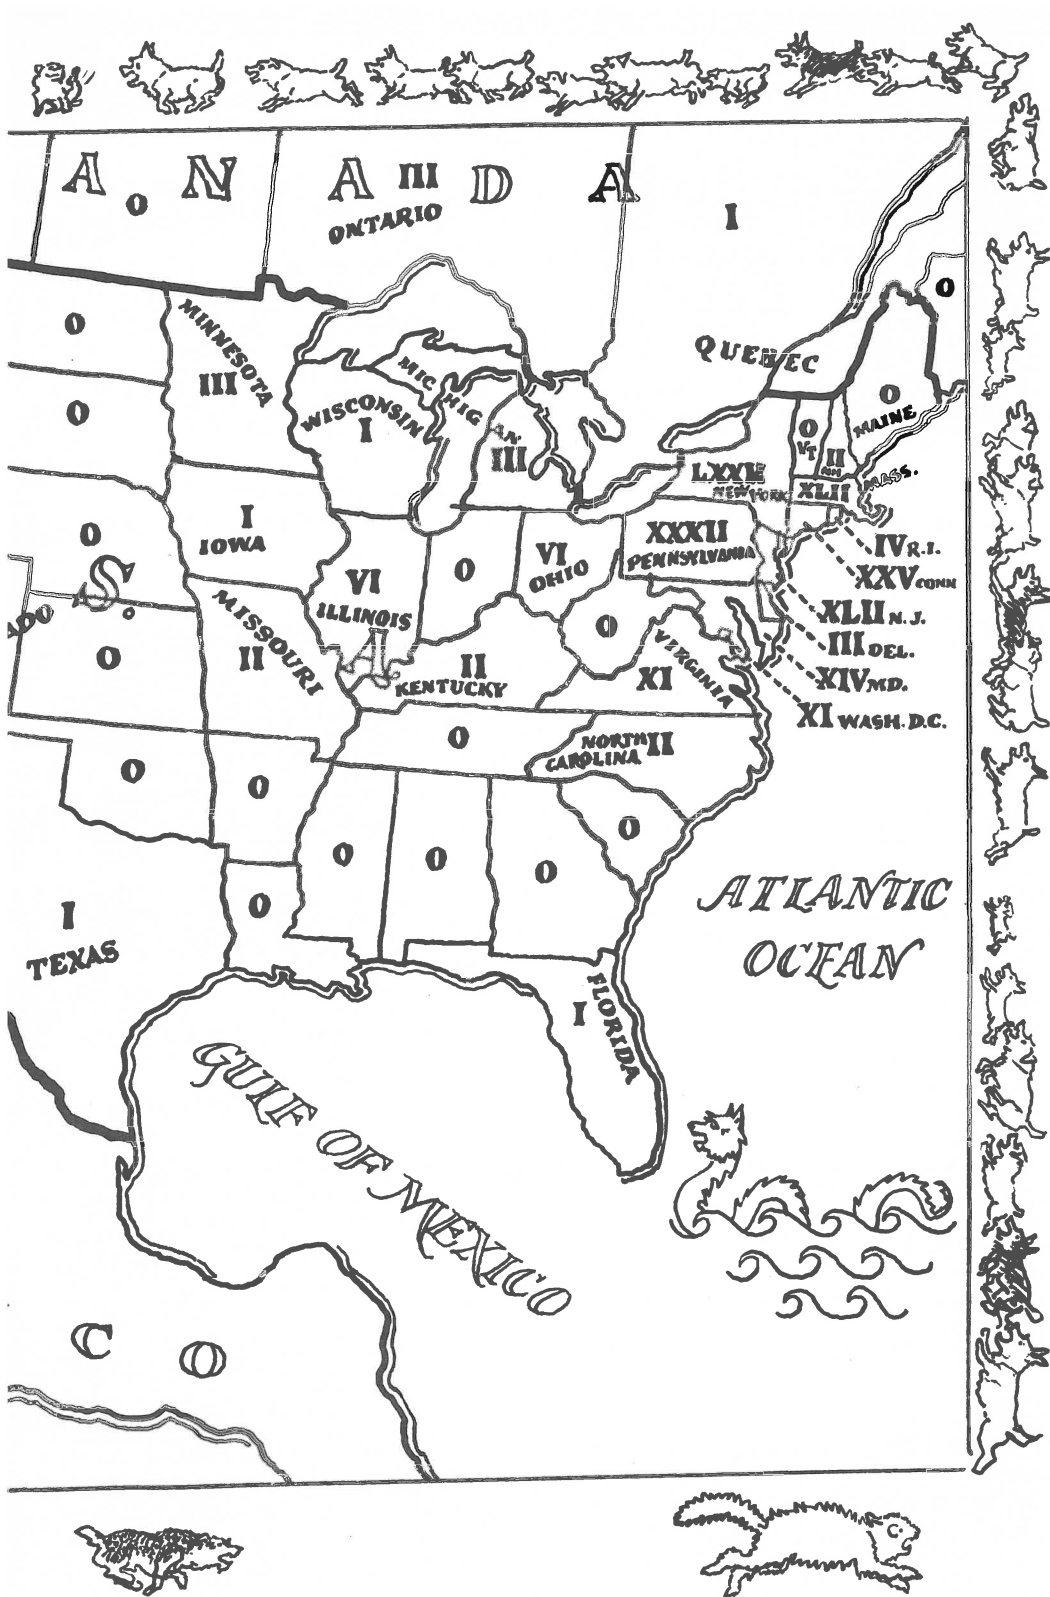 A N A D A
O
III
ONTARIO
I
QUEBEC
O
O
MINNESOTA
III
MICHIGAN
III
WISCONSIN
I
O
MAINE
O
VT
II
NH
O
NEW YORK
XLII
MASS.
I
IOWA
O
XXXII
PENNSYLVANIA
VI
OHIO
O
VI
ILLINOIS
IV R.I.
XXV CONN
XLII N.J.
III DEL.
XIV MD.
XI WASH. D.C.
S.
ADO
O
MISSOURI
II
A
II
KENTUCKY
O
VIRGINIA
XI
O
NORTH
CAROLINA
II
O
O
O
O
O
O
O
I
TEXAS
I
FLORIDA
ATLANTIC
OCEAN
GULF OF MEXICO
C O